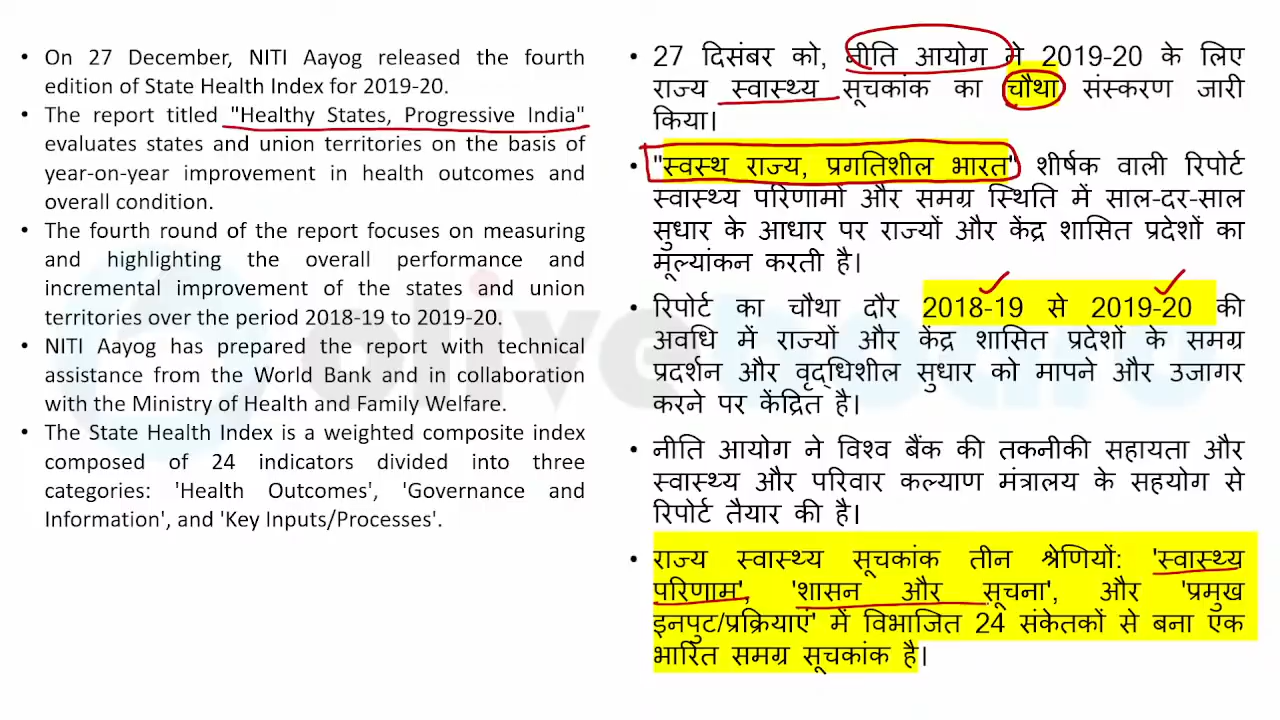 • On 27 December, NITI Aayog released the fourth
edition of State Health Index for 2019-20.
• The report titled "Healthy States, Progressive India"
evaluates states and union territories on the basis of
year-on-year improvement in health outcomes and
overall condition.
• The fourth round of the report focuses on measuring
and highlighting the overall performance and
incremental improvement of the states and union
territories over the period 2018-19 to 2019-20.
• NITI Aayog has prepared the report with technical
assistance from the World Bank and in collaboration
with the Ministry of Health and Family Welfare.
• The State Health Index is a weighted composite index
composed of 24 indicators divided into three
categories: 'Health Outcomes', 'Governance and
Information', and 'Key Inputs/Processes'.
• 27 दिसंबर को, नीति आयोग ने 2019-20 के लिए
राज्य स्वास्थ्य सूचकांक का चौथा संस्करण जारी
किया।
• "स्वस्थ राज्य, प्रगतिशील भारत" शीर्षक वाली रिपोर्ट
स्वास्थ्य परिणामों और समग्र स्थिति में साल-दर-साल
सुधार के आधार पर राज्यों और केंद्र शासित प्रदेशों का
मूल्यांकन करती है।
• रिपोर्ट का चौथा दौर 2018-19 से 2019-20 की
अवधि में राज्यों और केंद्र शासित प्रदेशों के समग्र
प्रदर्शन और वृद्धिशील सुधार को मापने और उजागर
करने पर केंद्रित है।
• नीति आयोग ने विश्व बैंक की तकनीकी सहायता और
स्वास्थ्य और परिवार कल्याण मंत्रालय के सहयोग से
रिपोर्ट तैयार की है।
• राज्य स्वास्थ्य सूचकांक तीन श्रेणियों: 'स्वास्थ्य
परिणाम', 'शासन और सूचना', और 'प्रमुख
इनपुट/प्रक्रियाएं' में विभाजित 24 संकेतकों से बना एक
भारित समग्र सूचकांक है।
oliveboard